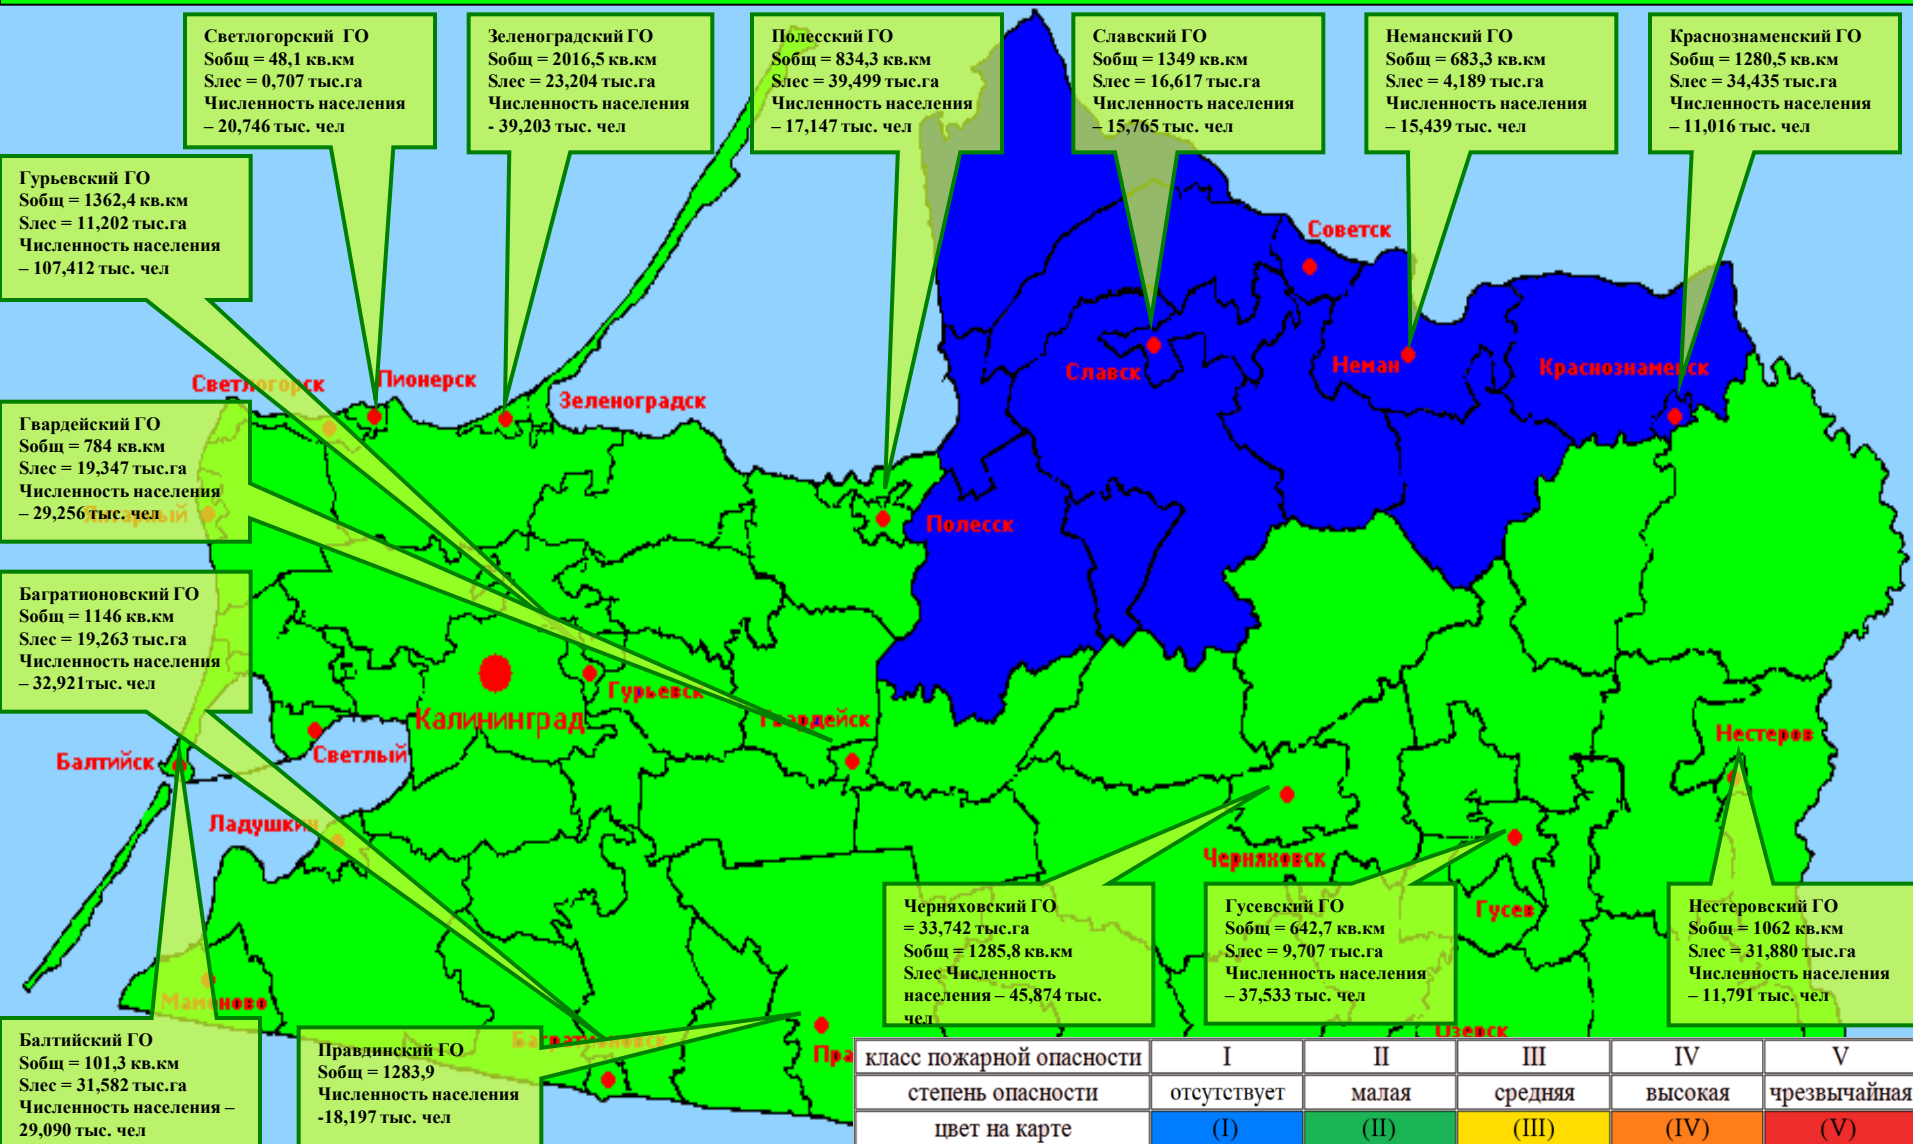 Светлогорский ГО
Sобщ = 48,1 кв.км
Sлес = 0,707 тыс.га
Численность населения
– 20,746 тыс. чел
Зеленоградский ГО
Sобщ = 2016,5 кв.км
Sлес = 23,204 тыс.га
Численность населения
- 39,203 тыс. чел
Полесский ГО
Sобщ = 834,3 кв.км
Sлес = 39,499 тыс.га
Численность населения
– 17,147 тыс. чел
Славский ГО
Sобщ = 1349 кв.км
Sлес = 16,617 тыс.га
Численность населения
– 15,765 тыс. чел
Неманский ГО
Sобщ = 683,3 кв.км
Sлес = 4,189 тыс.га
Численность населения
– 15,439 тыс. чел
Краснознаменский ГО
Sобщ = 1280,5 кв.км
Sлес = 34,435 тыс.га
Численность населения
– 11,016 тыс. чел
Гурьевский ГО
Sобщ = 1362,4 кв.км
Sлес = 11,202 тыс.га
Численность населения
– 107,412 тыс. чел
Советск
Славск
Неман
Краснознаменск
Светлогорск
Пионерск
Зеленоградск
Гвардейский ГО
Sобщ = 784 кв.км
Sлес = 19,347 тыс.га
Численность населения
– 29,256 тыс. чел
Янтарный
Полесск
Багратионовский ГО
Sобщ = 1146 кв.км
Sлес = 19,263 тыс.га
Численность населения
– 32,921тыс. чел
Гурьевск
Калининград
Гвардейск
Нестеров
Балтийск
Светлый
Ладушкин
Черняховск
Гусев
Черняховский ГО
= 33,742 тыс.га
Sобщ = 1285,8 кв.км
Sлес Численность
населения – 45,874 тыс.
чел
Гусевский ГО
Sобщ = 642,7 кв.км
Sлес = 9,707 тыс.га
Численность населения
– 37,533 тыс. чел
Нестеровский ГО
Sобщ = 1062 кв.км
Sлес = 31,880 тыс.га
Численность населения
– 11,791 тыс. чел
Мамоново
Балтийский ГО
Sобщ = 101,3 кв.км
Sлес = 31,582 тыс.га
Численность населения –
29,090 тыс. чел
Правдинский ГО
Sобщ = 1283,9
Численность населения
-18,197 тыс. чел
Багратионовск
Пра
Озерск
класс пожарной опасности I II III IV V
степень опасности отсутствует малая средняя высокая чрезвычайная
цвет на карте (I) (II) (III) (IV) (V)